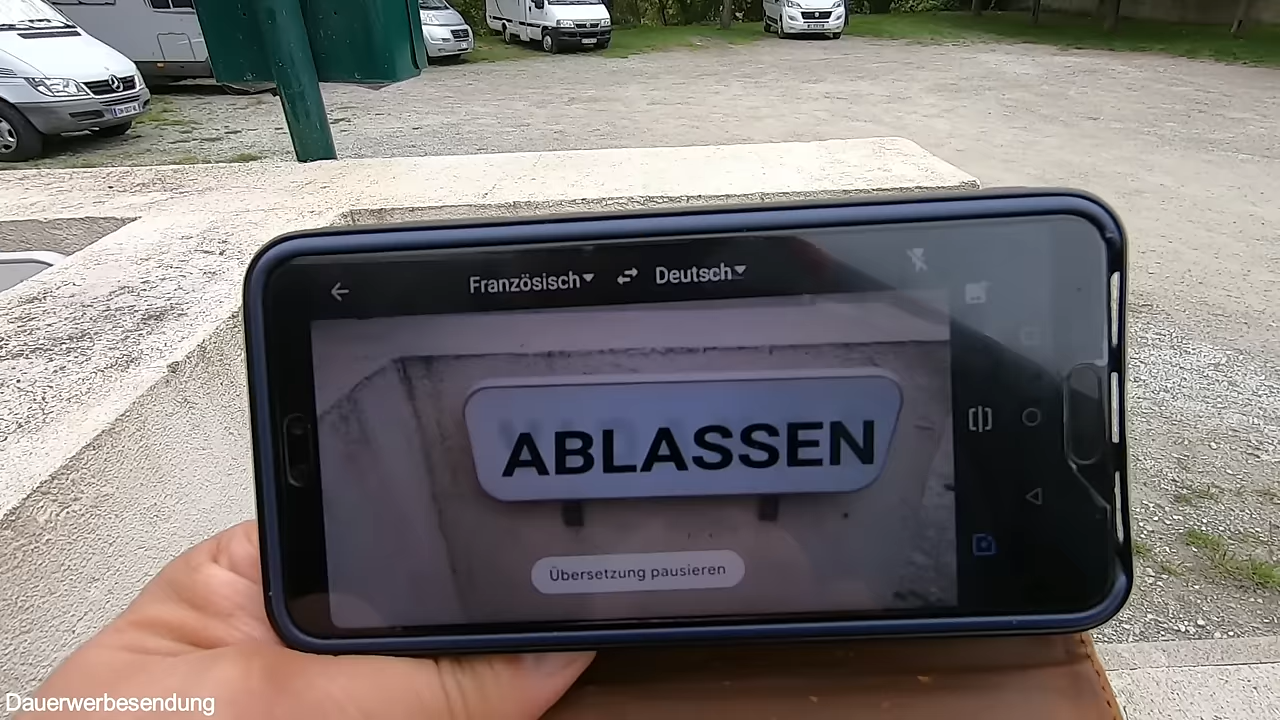 Französisch
Deutsch
ABLASSEN
Übersetzung pausieren
Dauerwerbesendung